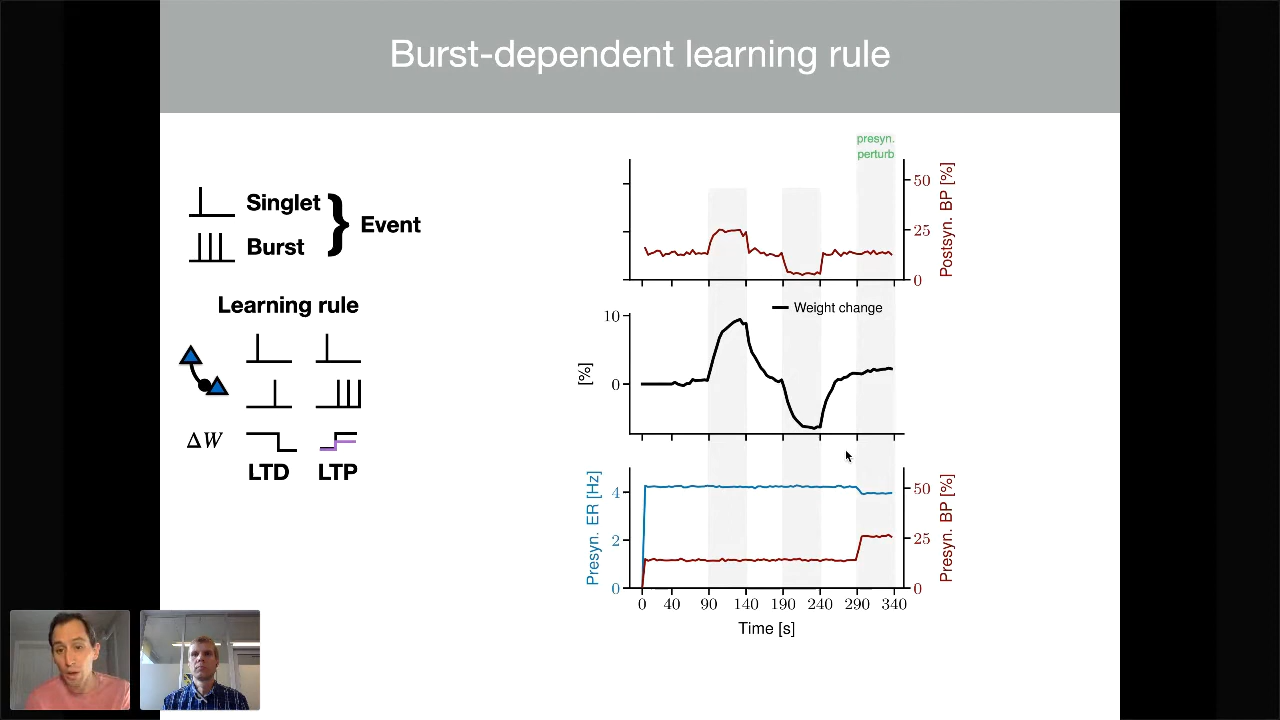 Burst-dependent learning rule
Singlet
Burst
} Event
Learning rule
ΔW
LTD LTP
presyn.
perturb
50
25
0
Postsyn. BP [%]
Weight change
10
0
[%]
Presyn. ER [Hz]
4
2
0
50
25
0
Presyn. BP [%]
0 40 90 140 190 240 290 340
Time [s]